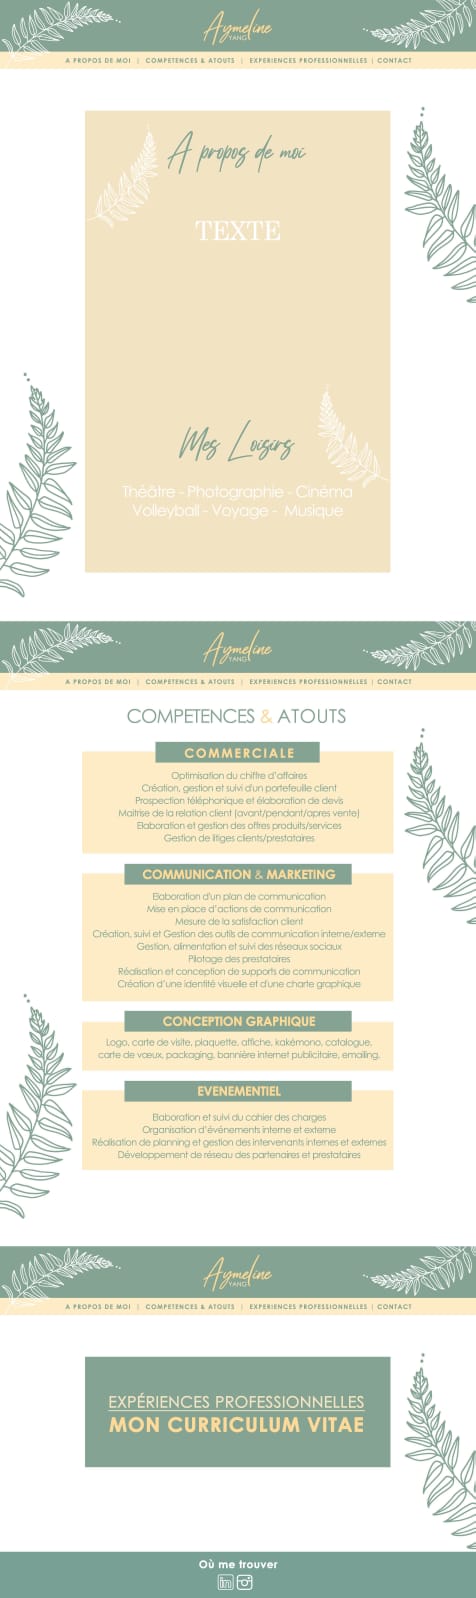 Aymeline
YANG
A PROPOS DE MOI | COMPETENCES & ATOUTS | EXPERIENCES PROFESSIONNELLES | CONTACT
A propos de moi
TEXTE
Mes Loisirs
Théâtre - Photographie - Cinéma
Volleyball - Voyage - Musique
Aymeline
YANG
A PROPOS DE MOI | COMPETENCES & ATOUTS | EXPERIENCES PROFESSIONNELLES | CONTACT
COMPETENCES & ATOUTS
COMMERCIALE
Optimisation du chiffre d'affaires
Création, gestion et suivi d'un portefeuille client
Prospection téléphonique et élaboration de devis
Maitrise de la relation client (avant/pendant/apres vente)
Elaboration et gestion des offres produits/services
Gestion de litiges clients/prestataires
COMMUNICATION & MARKETING
Elaboration d'un plan de communication
Mise en place d'actions de communication
Mesure de la satisfaction client
Création, suivi et Gestion des outils de communication interne/externe
Gestion, alimentation et suivi des réseaux sociaux
Pilotage des prestataires
Réalisation et conception de supports de communication
Création d'une identité visuelle et d'une charte graphique
CONCEPTION GRAPHIQUE
Logo, carte de visite, plaquette, affiche, kakémono, catalogue,
carte de vœux, packaging, bannière internet publicitaire, emailing.
EVENEMENTIEL
Elaboration et suivi du cahier des charges
Organisation d'événements interne et externe
Réalisation de planning et gestion des intervenants internes et externes
Développement de réseau des partenaires et prestataires
Aymeline
YANG
A PROPOS DE MOI | COMPETENCES & ATOUTS | EXPERIENCES PROFESSIONNELLES | CONTACT
EXPÉRIENCES PROFESSIONNELLES
MON CURRICULUM VITAE
Où me trouver
in